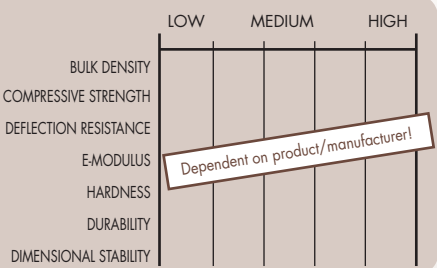 LOW MEDIUM HIGH
BULK DENSITY
COMPRESSIVE STRENGTH
DEFLECTION RESISTANCE
E-MODULUS
HARDNESS
DURABILITY
DIMENSIONAL STABILITY
Dependent on product/manufacturer!